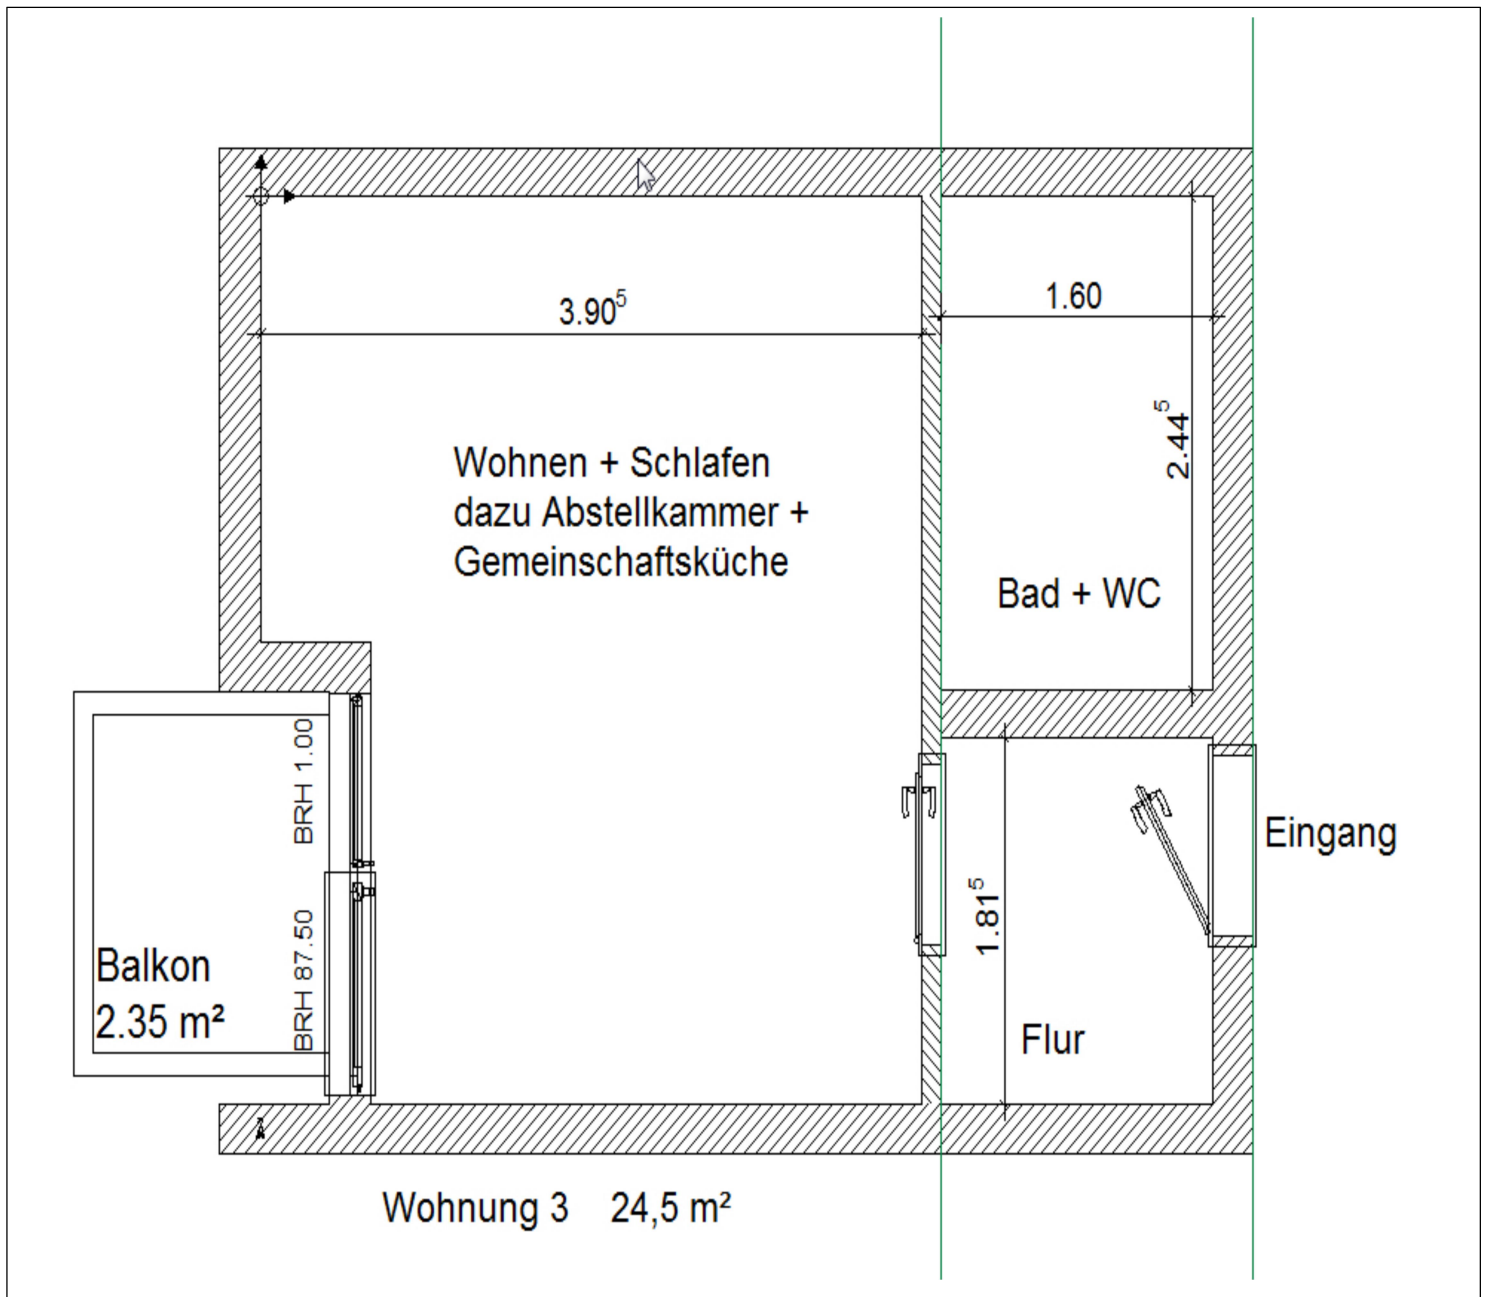 3.90⁵
1.60
2.44⁵
Wohnen + Schlafen
dazu Abstellkammer +
Gemeinschaftsküche
Bad + WC
BRH 1.00
Eingang
1.81⁵
BRH 87.50
Balkon
2.35 m²
Flur
Wohnung 3 24,5 m²